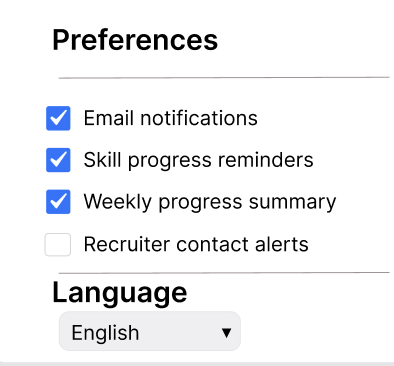 Preferences
Email notifications
Skill progress reminders
Weekly progress summary
Recruiter contact alerts
Language
English